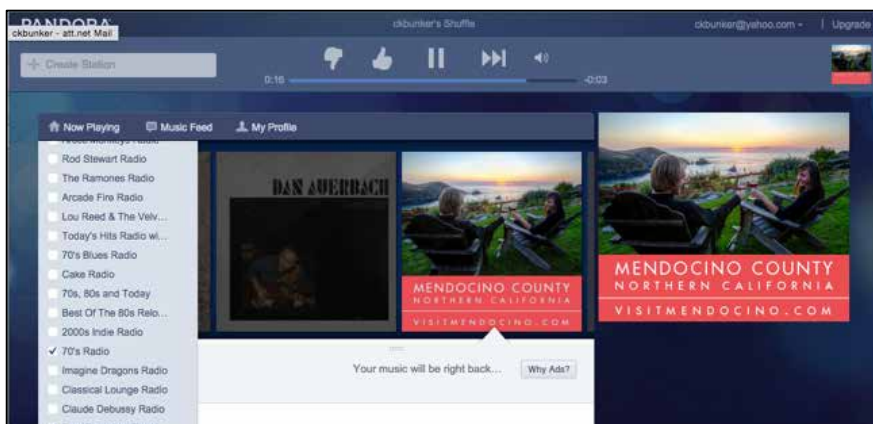 PANDORA
ckbunker - att.net Mail
ckbunker's Shuffle
ckbunker@yahoo.com
Upgrade
Create Station
0:16
-0:03
Now Playing
Music Feed
My Profile
Rod Stewart Radio
The Ramones Radio
Arcade Fire Radio
Lou Reed & The Velv...
Today's Hits Radio wi...
70's Blues Radio
Cake Radio
70s, 80s and Today
Best Of The 80s Relo...
2000s Indie Radio
70's Radio
Imagine Dragons Radio
Classical Lounge Radio
Claude Debussy Radio
DAN AUERBACH
MENDOCINO COUNTY
NORTHERN CALIFORNIA
VISITMENDOCINO.COM
Your music will be right back...
Why Ads?
MENDOCINO COUNTY
NORTHERN CALIFORNIA
VISITMENDOCINO.COM